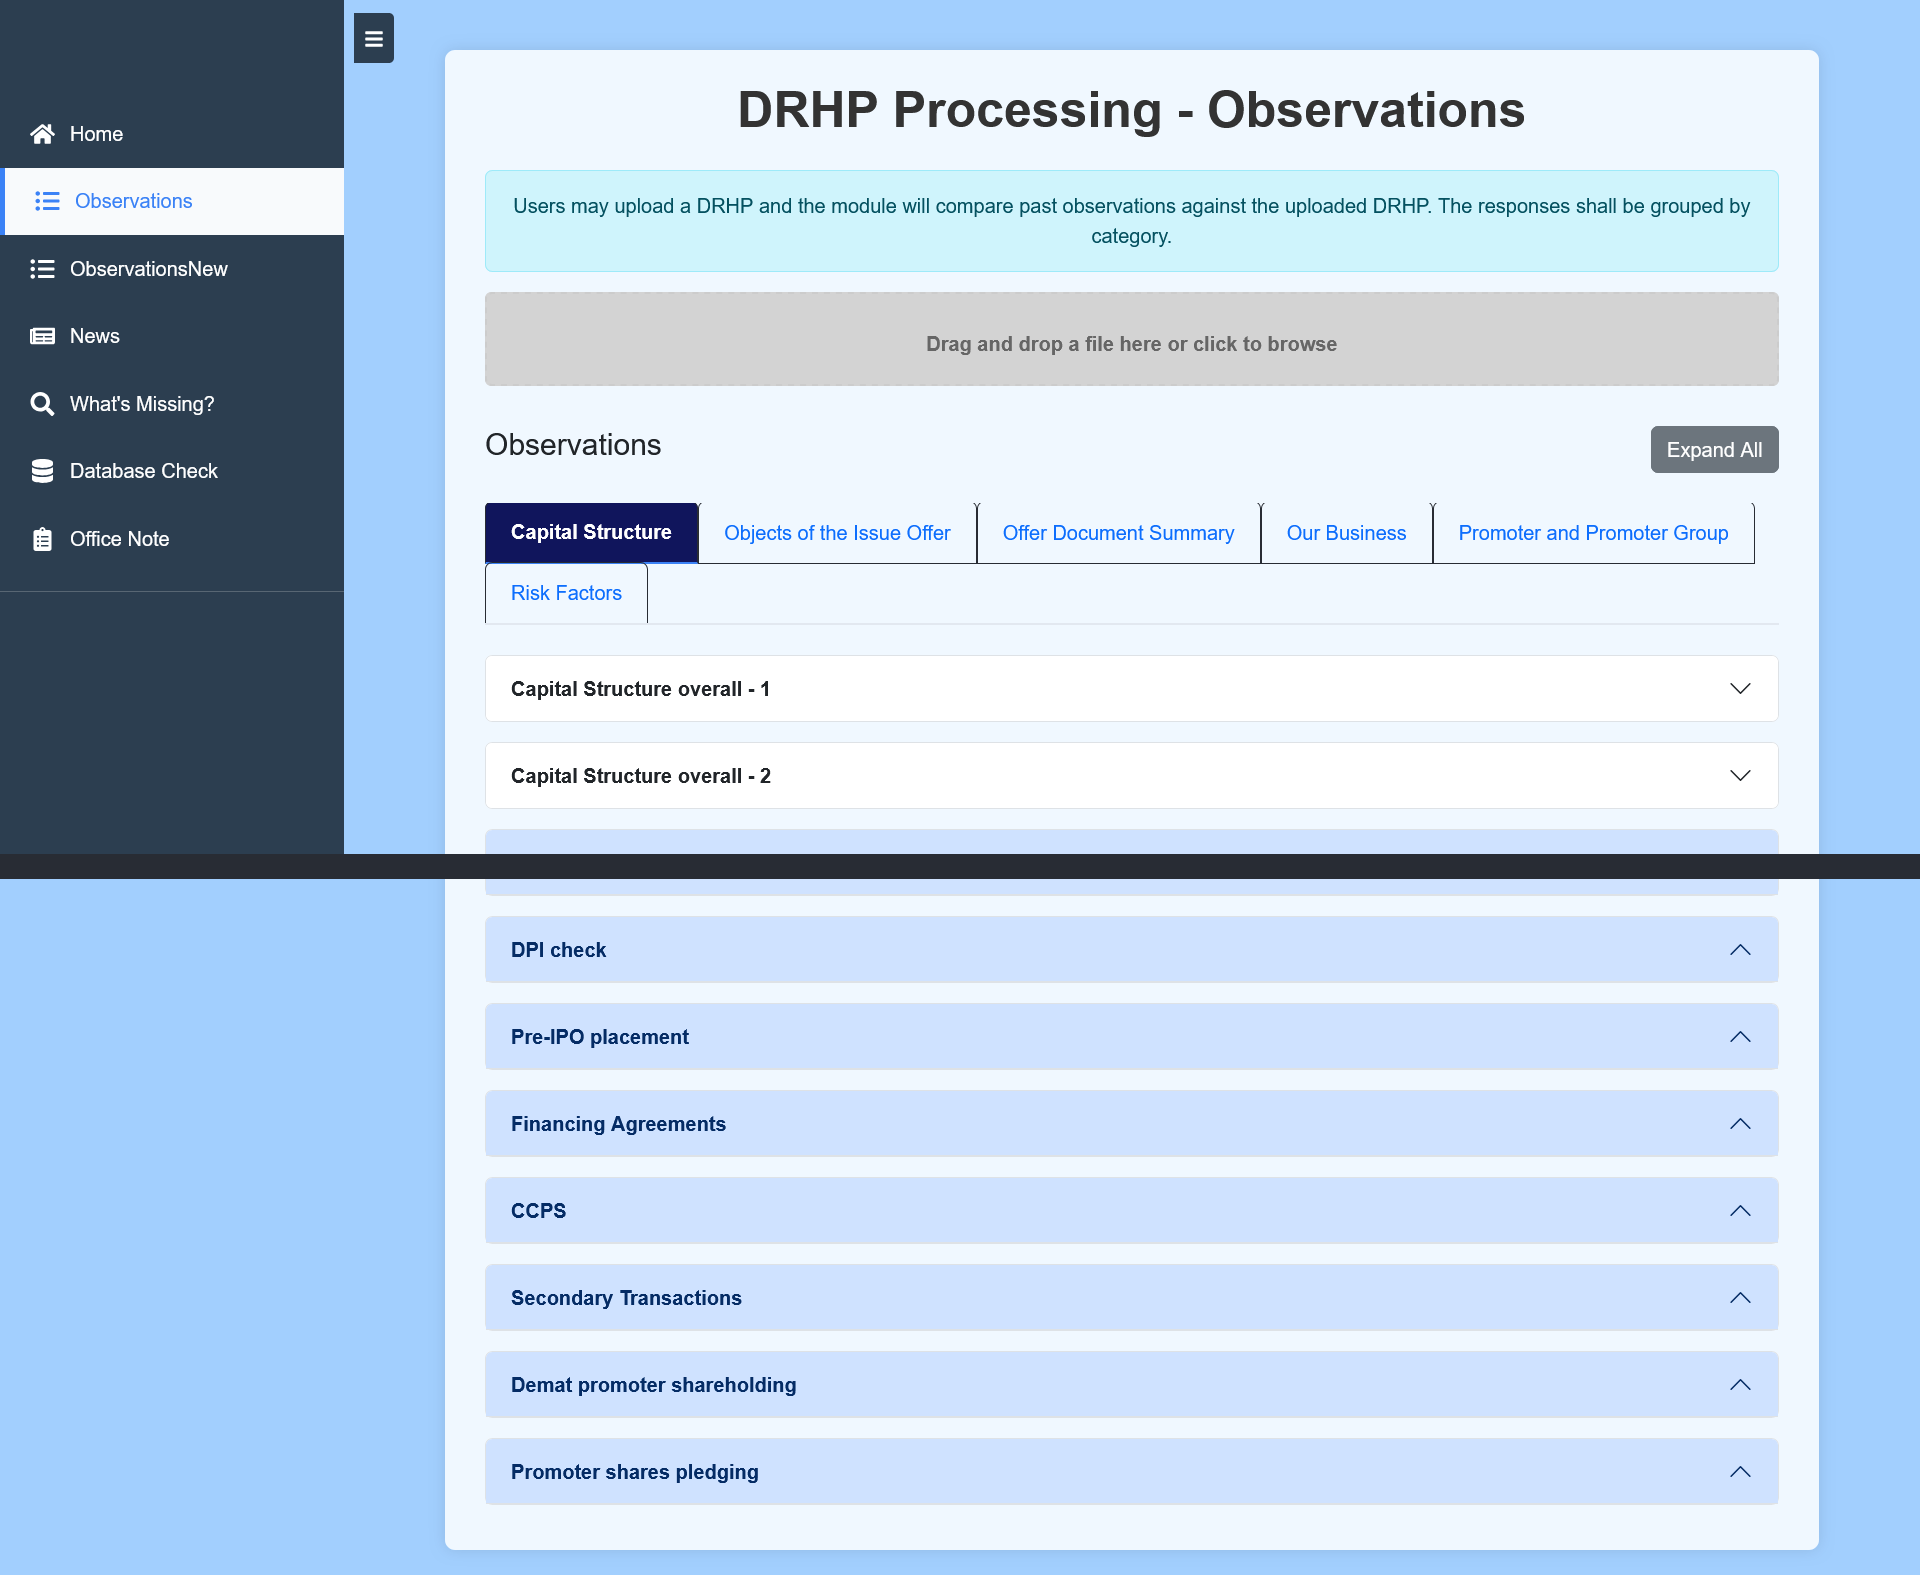 Home
Observations
ObservationsNew
News
What's Missing?
Database Check
Office Note
DRHP Processing - Observations
Users may upload a DRHP and the module will compare past observations against the uploaded DRHP. The responses shall be grouped by
category.
Drag and drop a file here or click to browse
Observations
Expand All
Capital Structure
Objects of the Issue Offer
Offer Document Summary
Our Business
Promoter and Promoter Group
Risk Factors
Capital Structure overall - 1
Capital Structure overall - 2
DPI check
Pre-IPO placement
Financing Agreements
CCPS
Secondary Transactions
Demat promoter shareholding
Promoter shares pledging